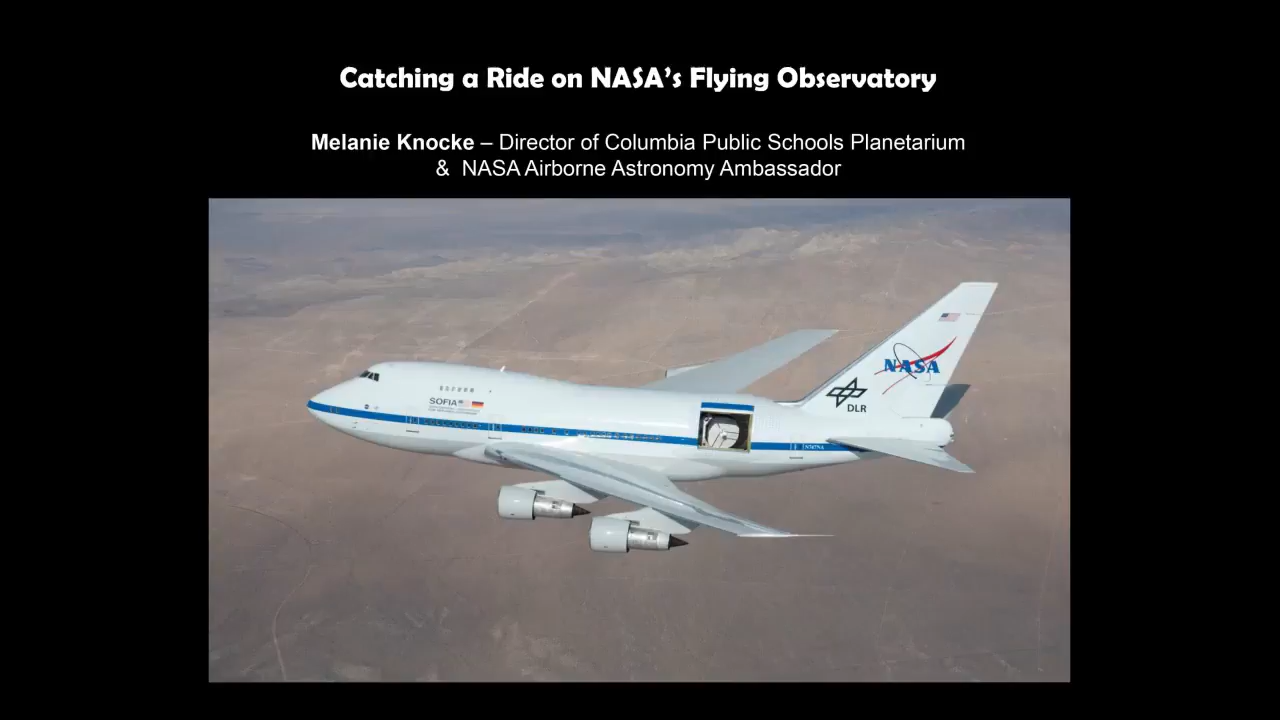 Catching a Ride on NASA's Flying Observatory
Melanie Knocke – Director of Columbia Public Schools Planetarium
& NASA Airborne Astronomy Ambassador
NASA
DLR
SOFIA